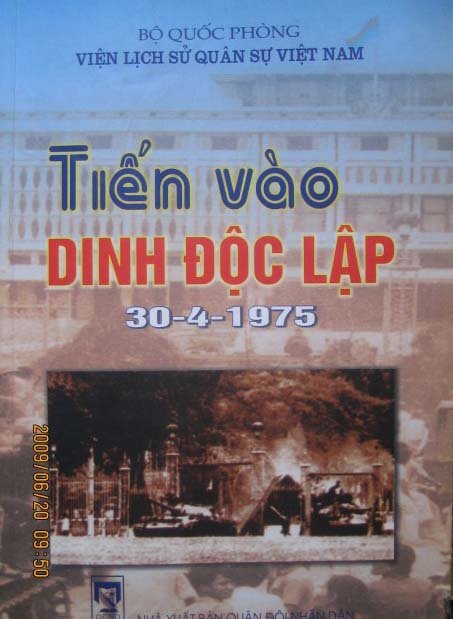 BỘ QUỐC PHÒNG
VIỆN LỊCH SỬ QUÂN SỰ VIỆT NAM
Tiến vào
DINH ĐỘC LẬP
30-4-1975
2009/06/20 09:50
QĐND
NHÀ XUẤT BẢN QUÂN ĐỘI NHÂN DÂN